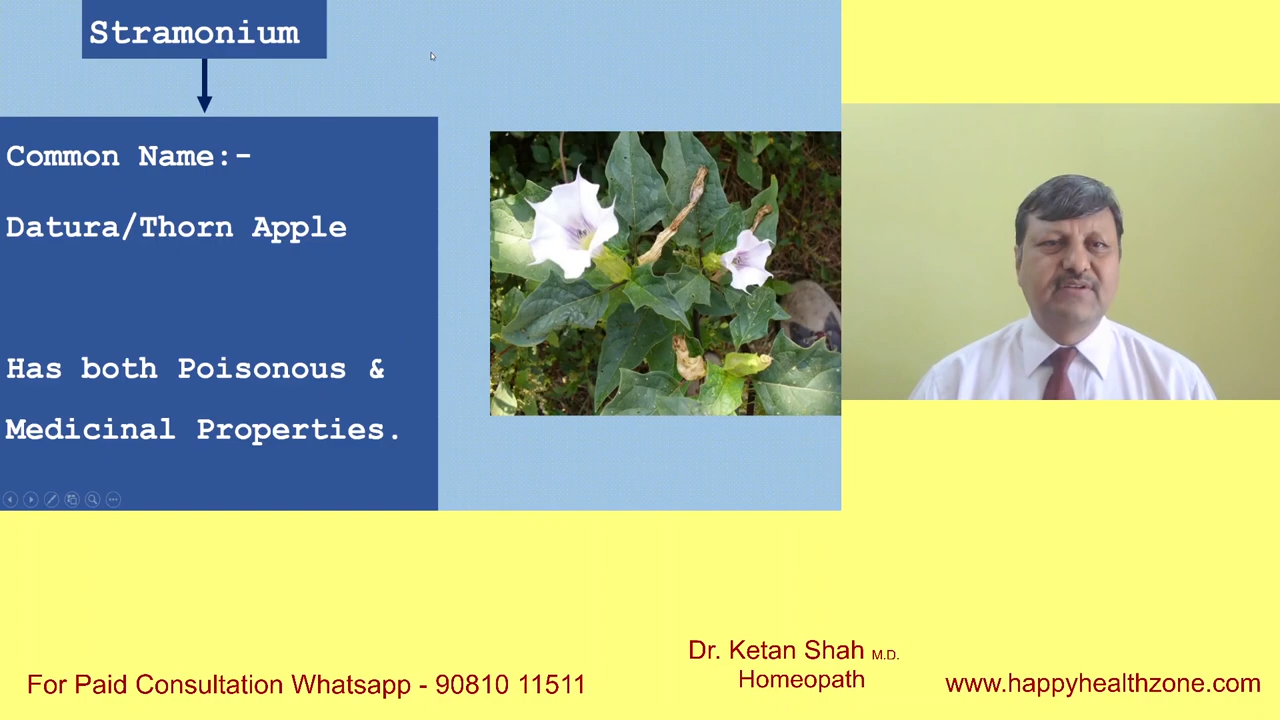 Stramonium
Common Name:-
Datura/Thorn Apple
Has both Poisonous &
Medicinal Properties.
Dr. Ketan Shah M.D.
Homeopath
For Paid Consultation Whatsapp - 90810 11511
www.happyhealthzone.com